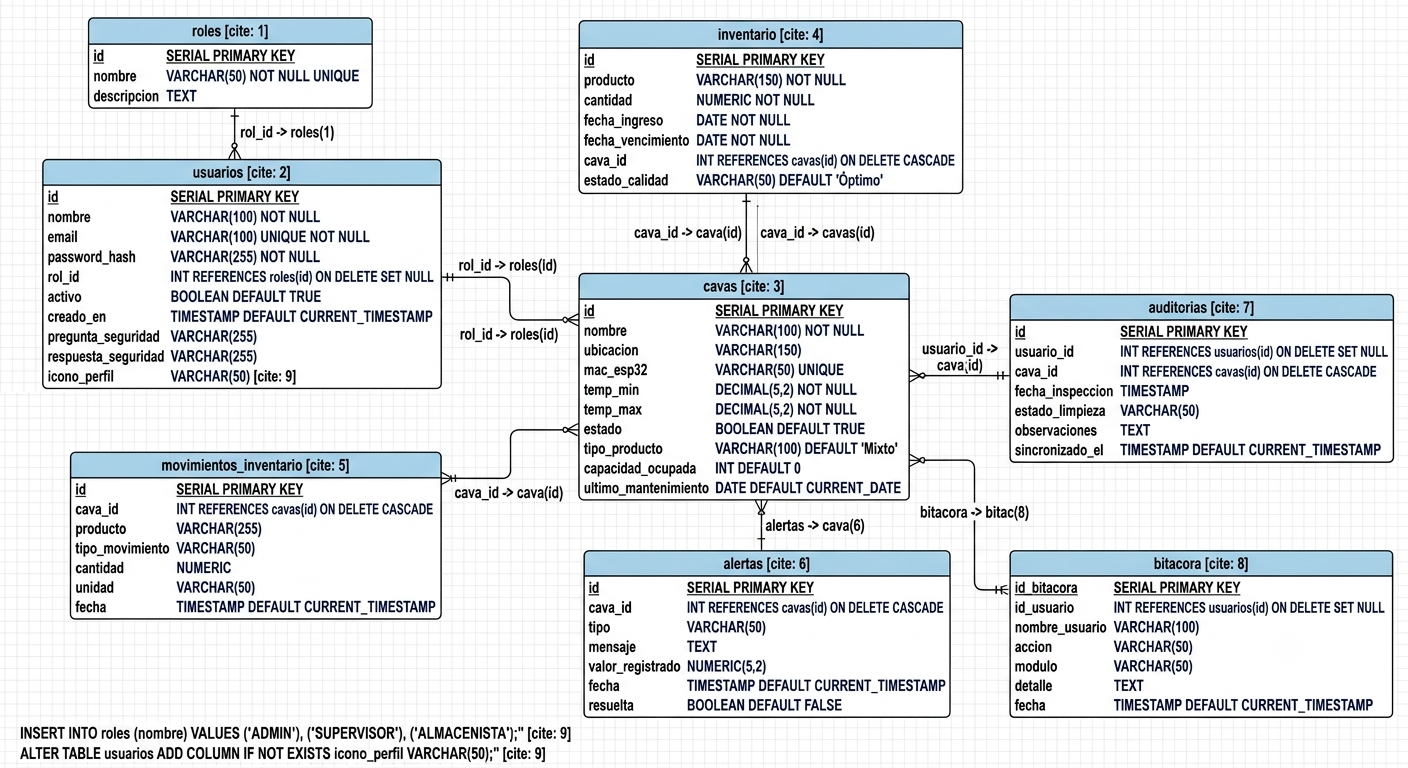 roles [cite: 1]
id SERIAL PRIMARY KEY
nombre VARCHAR(50) NOT NULL UNIQUE
descripcion TEXT
rol_id -> roles(1)
usuarios [cite: 2]
id SERIAL PRIMARY KEY
nombre VARCHAR(100) NOT NULL
email VARCHAR(100) UNIQUE NOT NULL
password_hash VARCHAR(255) NOT NULL
rol_id INT REFERENCES roles(id) ON DELETE SET NULL
activo BOOLEAN DEFAULT TRUE
creado_en TIMESTAMP DEFAULT CURRENT_TIMESTAMP
pregunta_seguridad VARCHAR(255)
respuesta_seguridad VARCHAR(255)
icono_perfil VARCHAR(50) [cite: 9]
rol_id -> roles(id)
rol_id -> roles(id)
inventario [cite: 4]
id SERIAL PRIMARY KEY
producto VARCHAR(150) NOT NULL
cantidad NUMERIC NOT NULL
fecha_ingreso DATE NOT NULL
fecha_vencimiento DATE NOT NULL
cava_id INT REFERENCES cavas(id) ON DELETE CASCADE
estado_calidad VARCHAR(50) DEFAULT 'Óptimo'
cava_id -> cava(id) cava_id -> cavas(id)
cavas [cite: 3]
id SERIAL PRIMARY KEY
nombre VARCHAR(100) NOT NULL
ubicacion VARCHAR(150)
mac_esp32 VARCHAR(50) UNIQUE
temp_min DECIMAL(5,2) NOT NULL
temp_max DECIMAL(5,2) NOT NULL
estado BOOLEAN DEFAULT TRUE
tipo_producto VARCHAR(100) DEFAULT 'Mixto'
capacidad_ocupada INT DEFAULT 0
ultimo_mantenimiento DATE DEFAULT CURRENT_DATE
usuario_id ->
cava(id)
auditorias [cite: 7]
id SERIAL PRIMARY KEY
usuario_id INT REFERENCES usuarios(id) ON DELETE SET NULL
cava_id INT REFERENCES cavas(id) ON DELETE CASCADE
fecha_inspeccion TIMESTAMP
estado_limpieza VARCHAR(50)
observaciones TEXT
sincronizado_el TIMESTAMP DEFAULT CURRENT_TIMESTAMP
movimientos_inventario [cite: 5]
id SERIAL PRIMARY KEY
cava_id INT REFERENCES cavas(id) ON DELETE CASCADE
producto VARCHAR(255)
tipo_movimiento VARCHAR(50)
cantidad NUMERIC
unidad VARCHAR(50)
fecha TIMESTAMP DEFAULT CURRENT_TIMESTAMP
cava_id -> cava(id)
alertas -> cava(6)
bitacora -> bitac(8)
alertas [cite: 6]
id SERIAL PRIMARY KEY
cava_id INT REFERENCES cavas(id) ON DELETE CASCADE
tipo VARCHAR(50)
mensaje TEXT
valor_registrado NUMERIC(5,2)
fecha TIMESTAMP DEFAULT CURRENT_TIMESTAMP
resuelta BOOLEAN DEFAULT FALSE
bitacora [cite: 8]
id_bitacora SERIAL PRIMARY KEY
id_usuario INT REFERENCES usuarios(id) ON DELETE SET NULL
nombre_usuario VARCHAR(100)
accion VARCHAR(50)
modulo VARCHAR(50)
detalle TEXT
fecha TIMESTAMP DEFAULT CURRENT_TIMESTAMP
INSERT INTO roles (nombre) VALUES ('ADMIN'), ('SUPERVISOR'), ('ALMACENISTA');" [cite: 9]
ALTER TABLE usuarios ADD COLUMN IF NOT EXISTS icono_perfil VARCHAR(50);" [cite: 9]